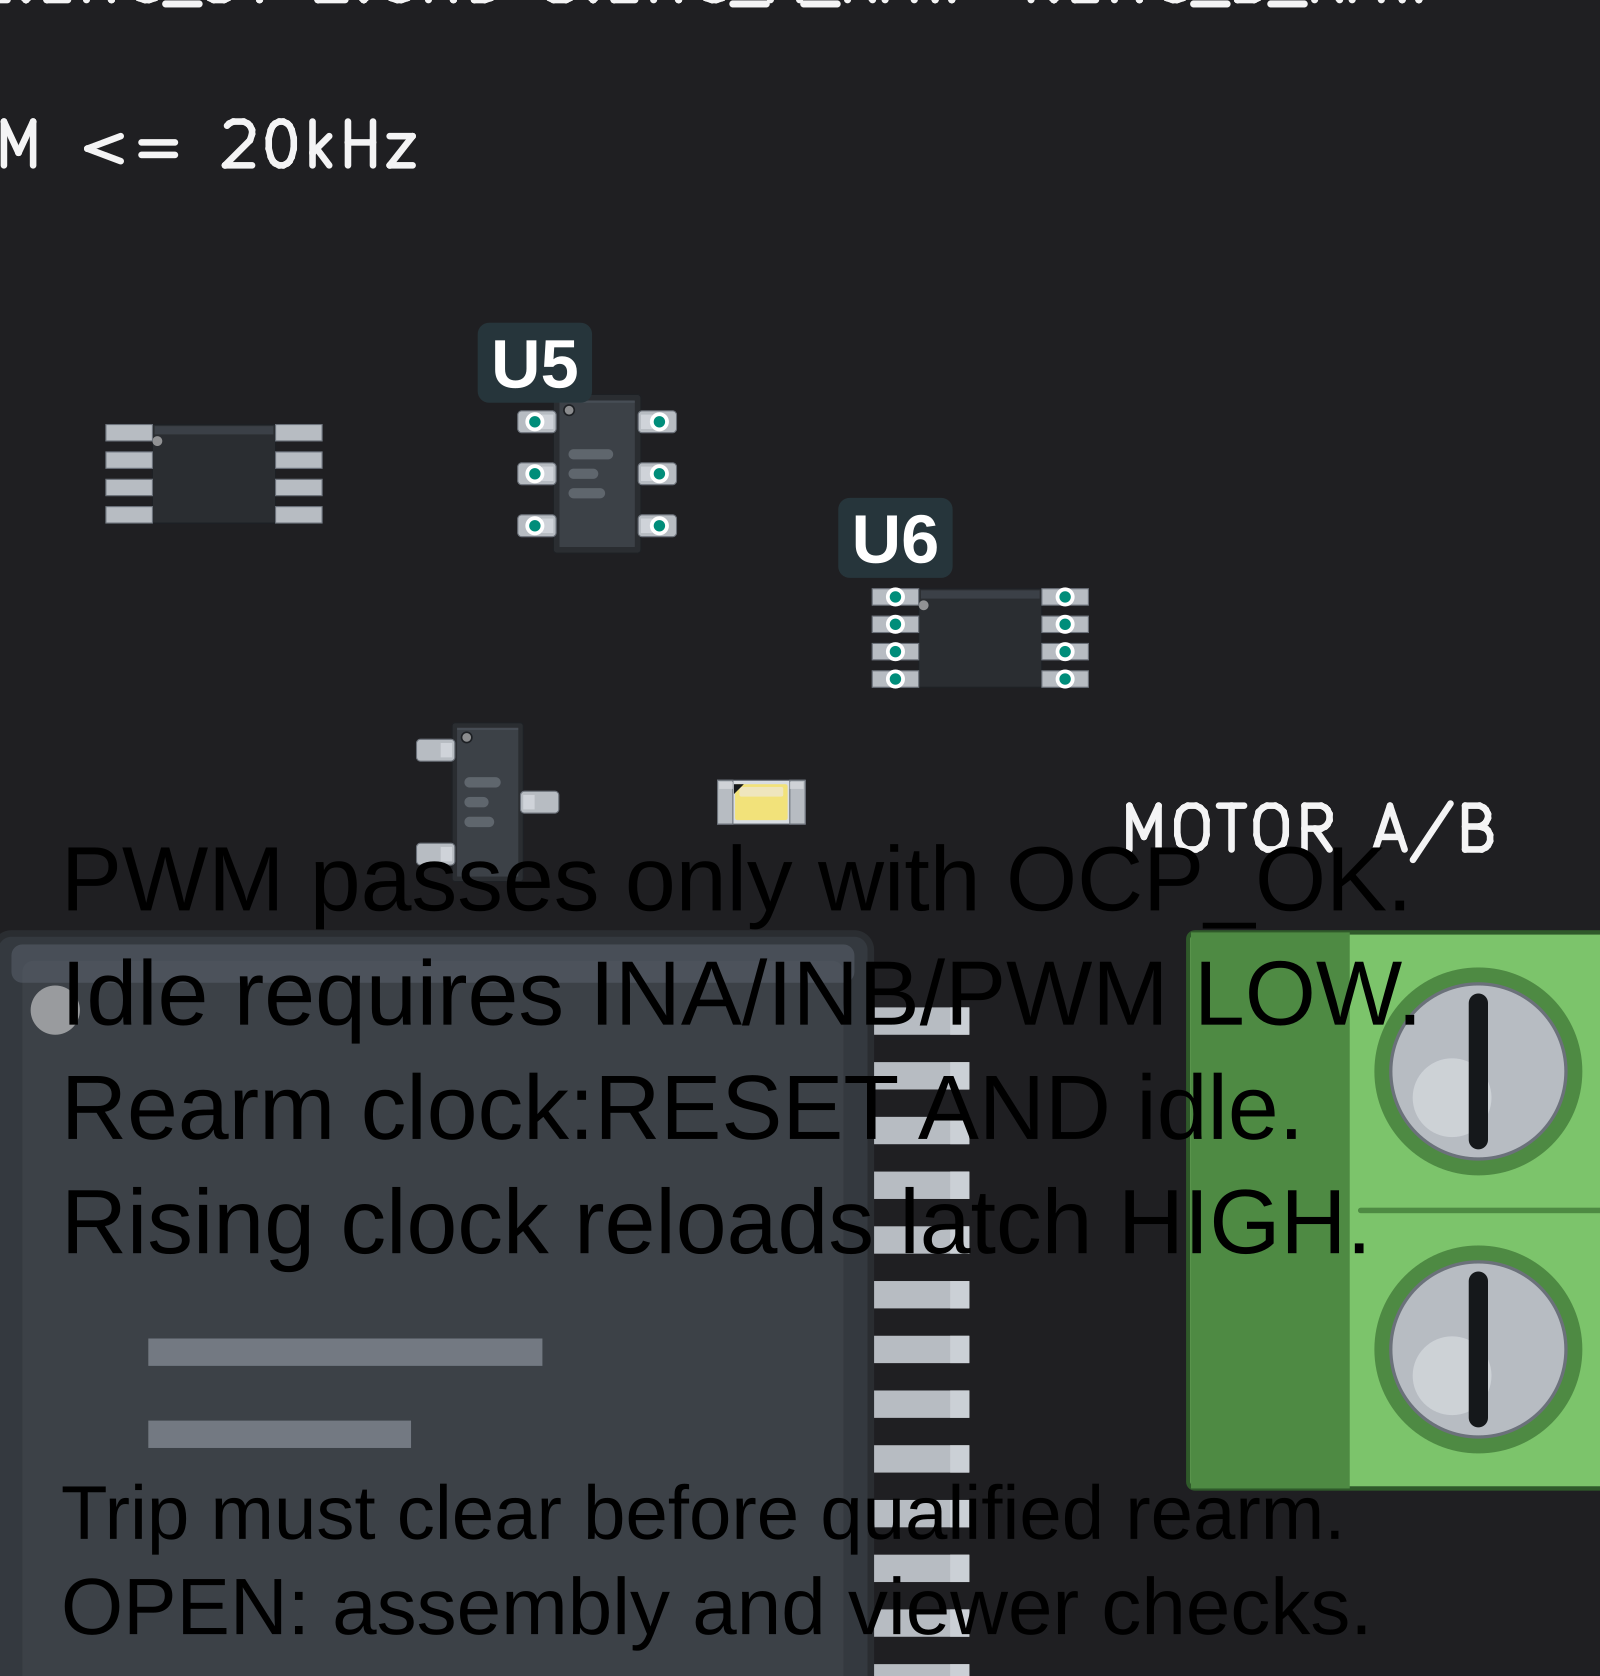 M <= 20kHz
U5
U6
MOTOR A/B
PWM passes only with OCP_OK.
Idle requires INA/INB/PWM LOW.
Rearm clock:RESET AND idle.
Rising clock reloads latch HIGH.
Trip must clear before qualified rearm.
OPEN: assembly and viewer checks.